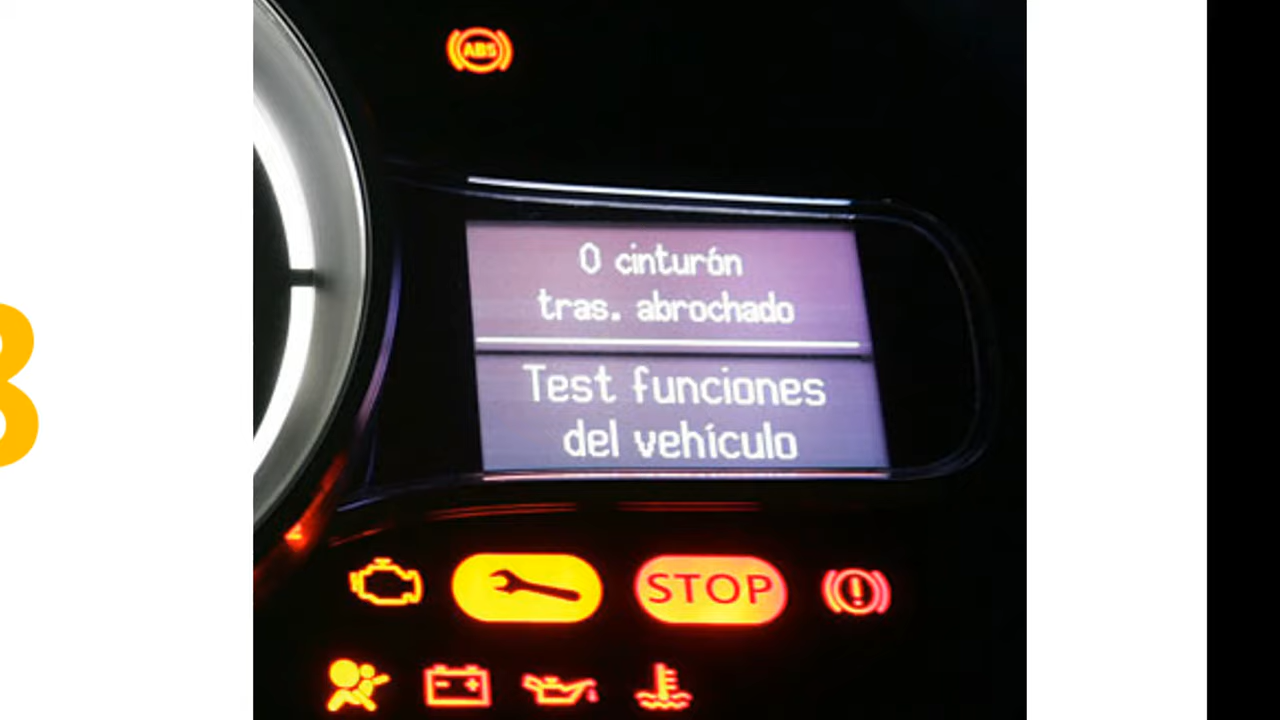 ABS
0 cinturón
tras. abrochado
Test funciones
del vehículo
STOP